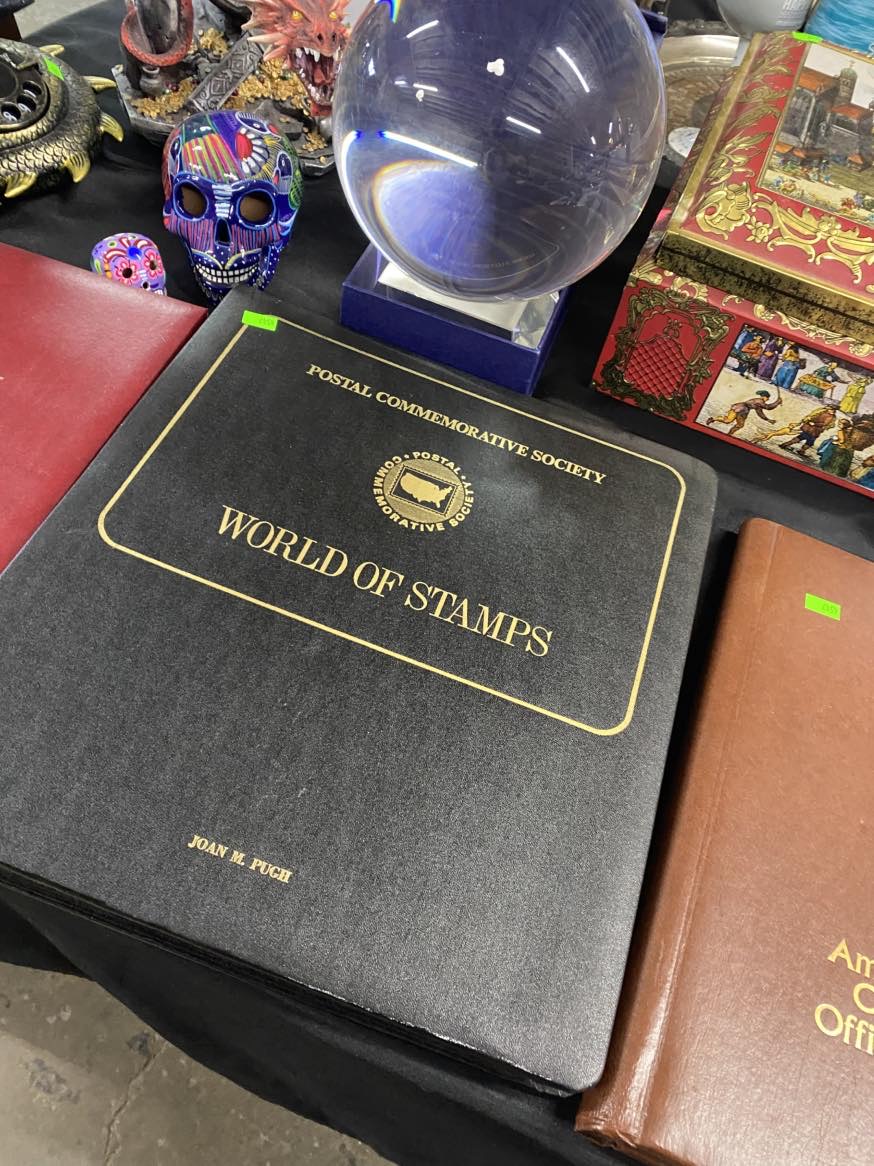 POSTAL COMMEMORATIVE SOCIETY
• POSTAL •
COMMEMORATIVE SOCIETY
WORLD OF STAMPS
JOAN M. PUGH
Am
C
Offi